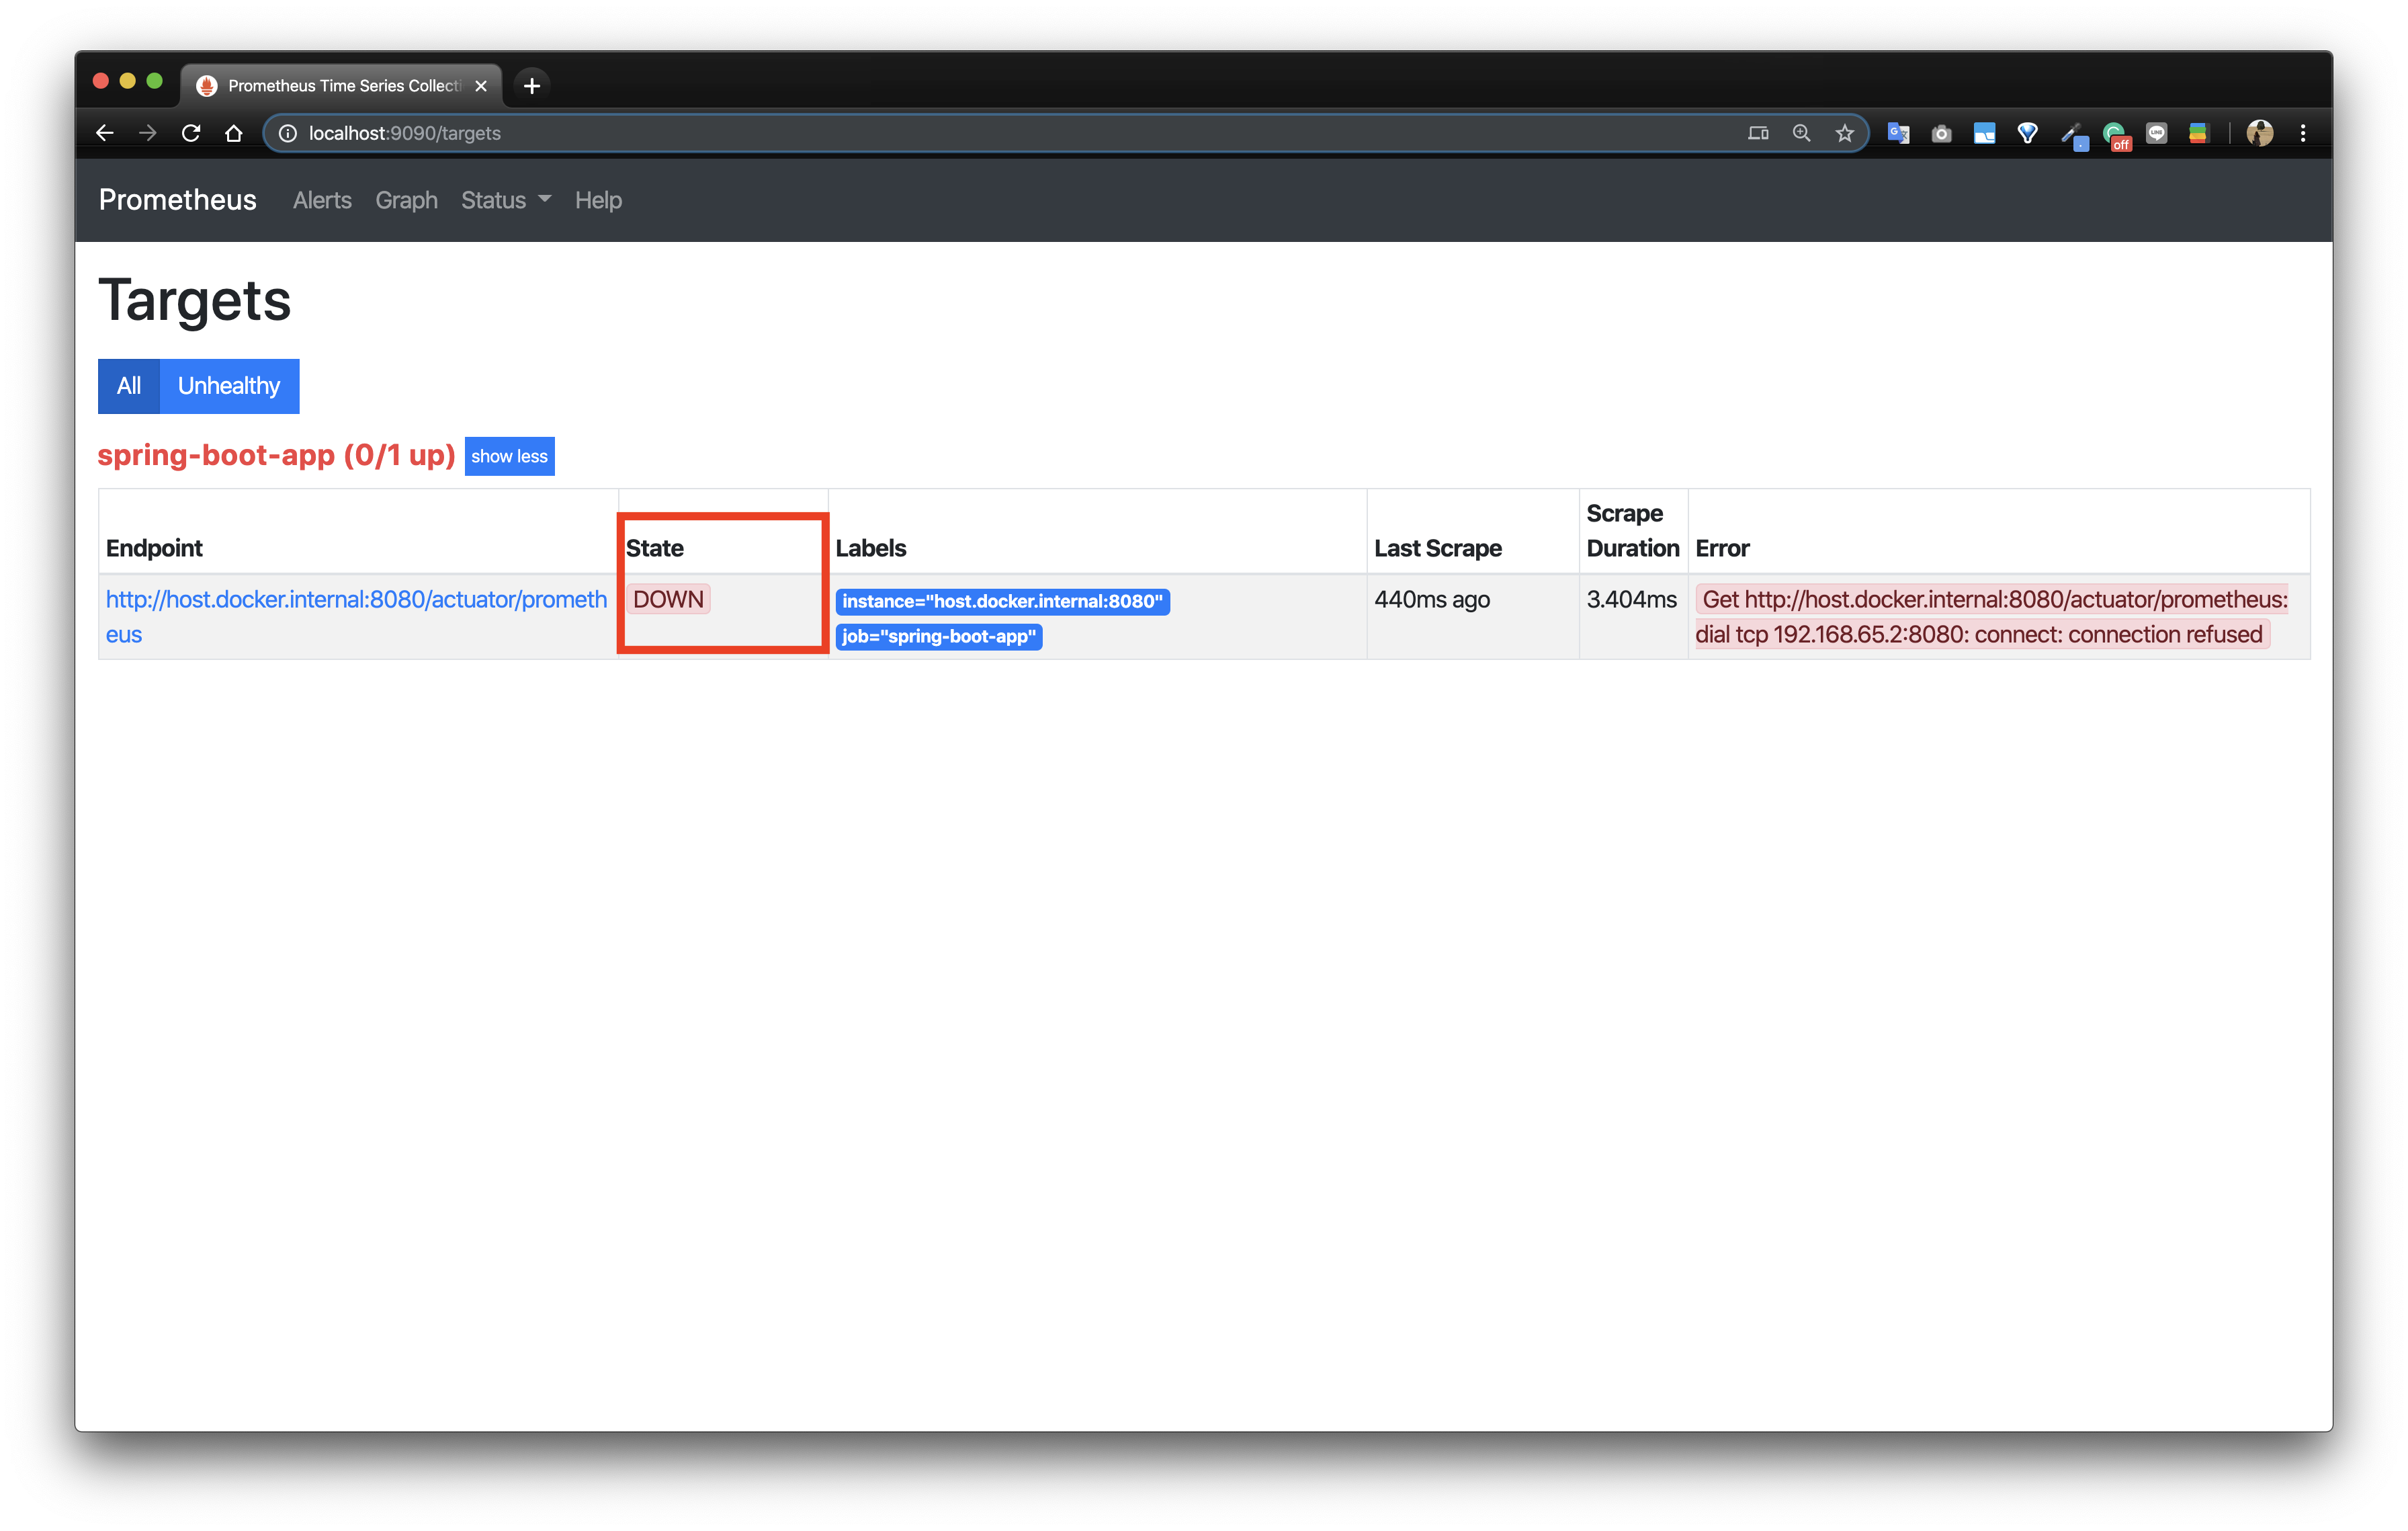 Prometheus Time Series Collecti
localhost:9090/targets
off
Prometheus Alerts Graph Status Help
Targets
All Unhealthy
spring-boot-app (0/1 up) show less
Endpoint State Labels Last Scrape Scrape Duration Error
http://host.docker.internal:8080/actuator/prometh DOWN instance="host.docker.internal:8080" 440ms ago 3.404ms Get http://host.docker.internal:8080/actuator/prometheus:
eus job="spring-boot-app" dial tcp 192.168.65.2:8080: connect: connection refused